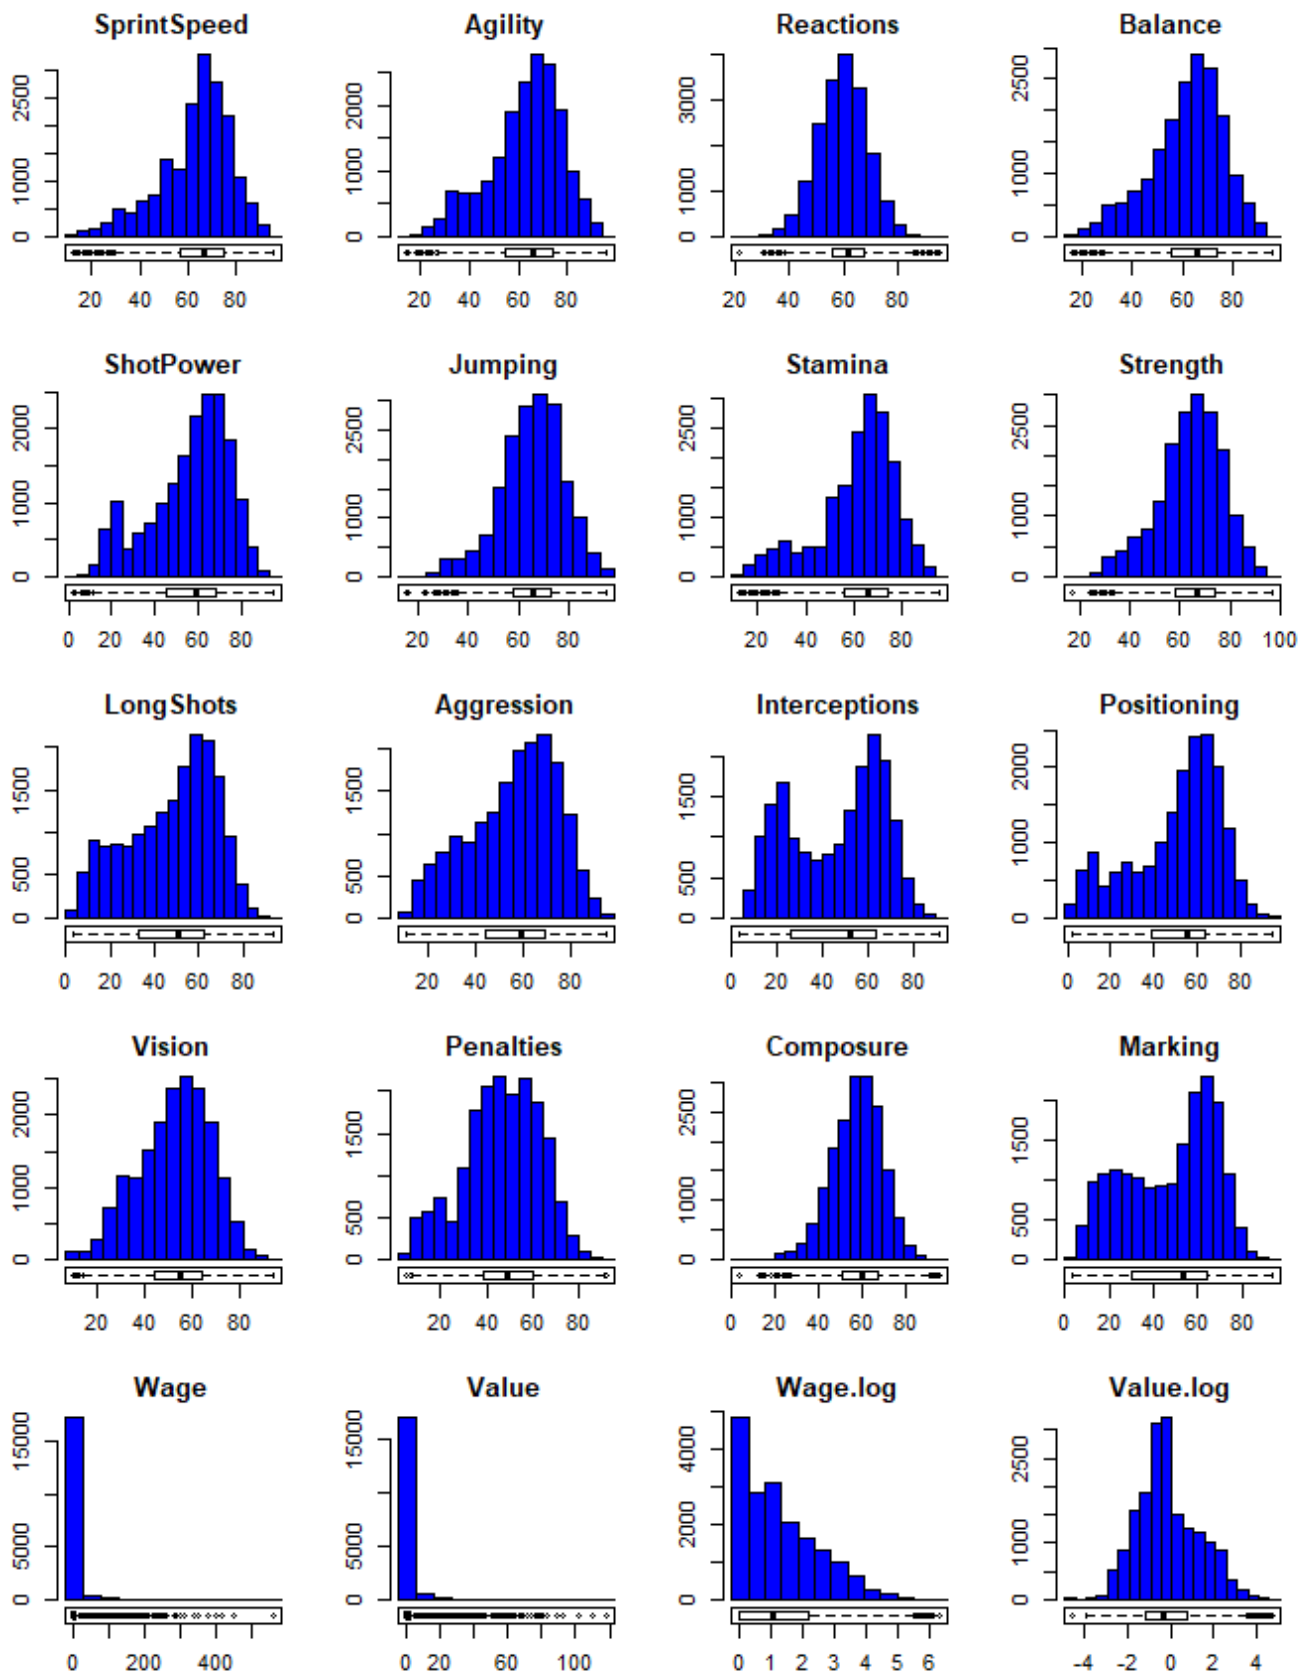 SprintSpeed Agility Reactions Balance
0 1000 2500 0 1000 2000 0 1000 3000 0 1000 2500
20 40 60 80 20 40 60 80 20 40 60 80 20 40 60 80
ShotPower Jumping Stamina Strength
0 1000 2000 0 1000 2500 0 1000 2500 0 1000 2500
0 20 40 60 80 20 40 60 80 20 40 60 80 20 40 60 80 100
LongShots Aggression Interceptions Positioning
0 500 1500 0 500 1500 0 500 1500 0 1000 2000
0 20 40 60 80 20 40 60 80 0 20 40 60 80 0 20 40 60 80
Vision Penalties Composure Marking
0 1000 2000 0 500 1500 0 1000 2500 0 500 1500
20 40 60 80 20 40 60 80 0 20 40 60 80 0 20 40 60 80
Wage Value Wage.log Value.log
0 5000 15000 0 5000 15000 0 2000 4000 0 1000 2500
0 200 400 0 20 60 100 0 1 2 3 4 5 6 -4 -2 0 2 4